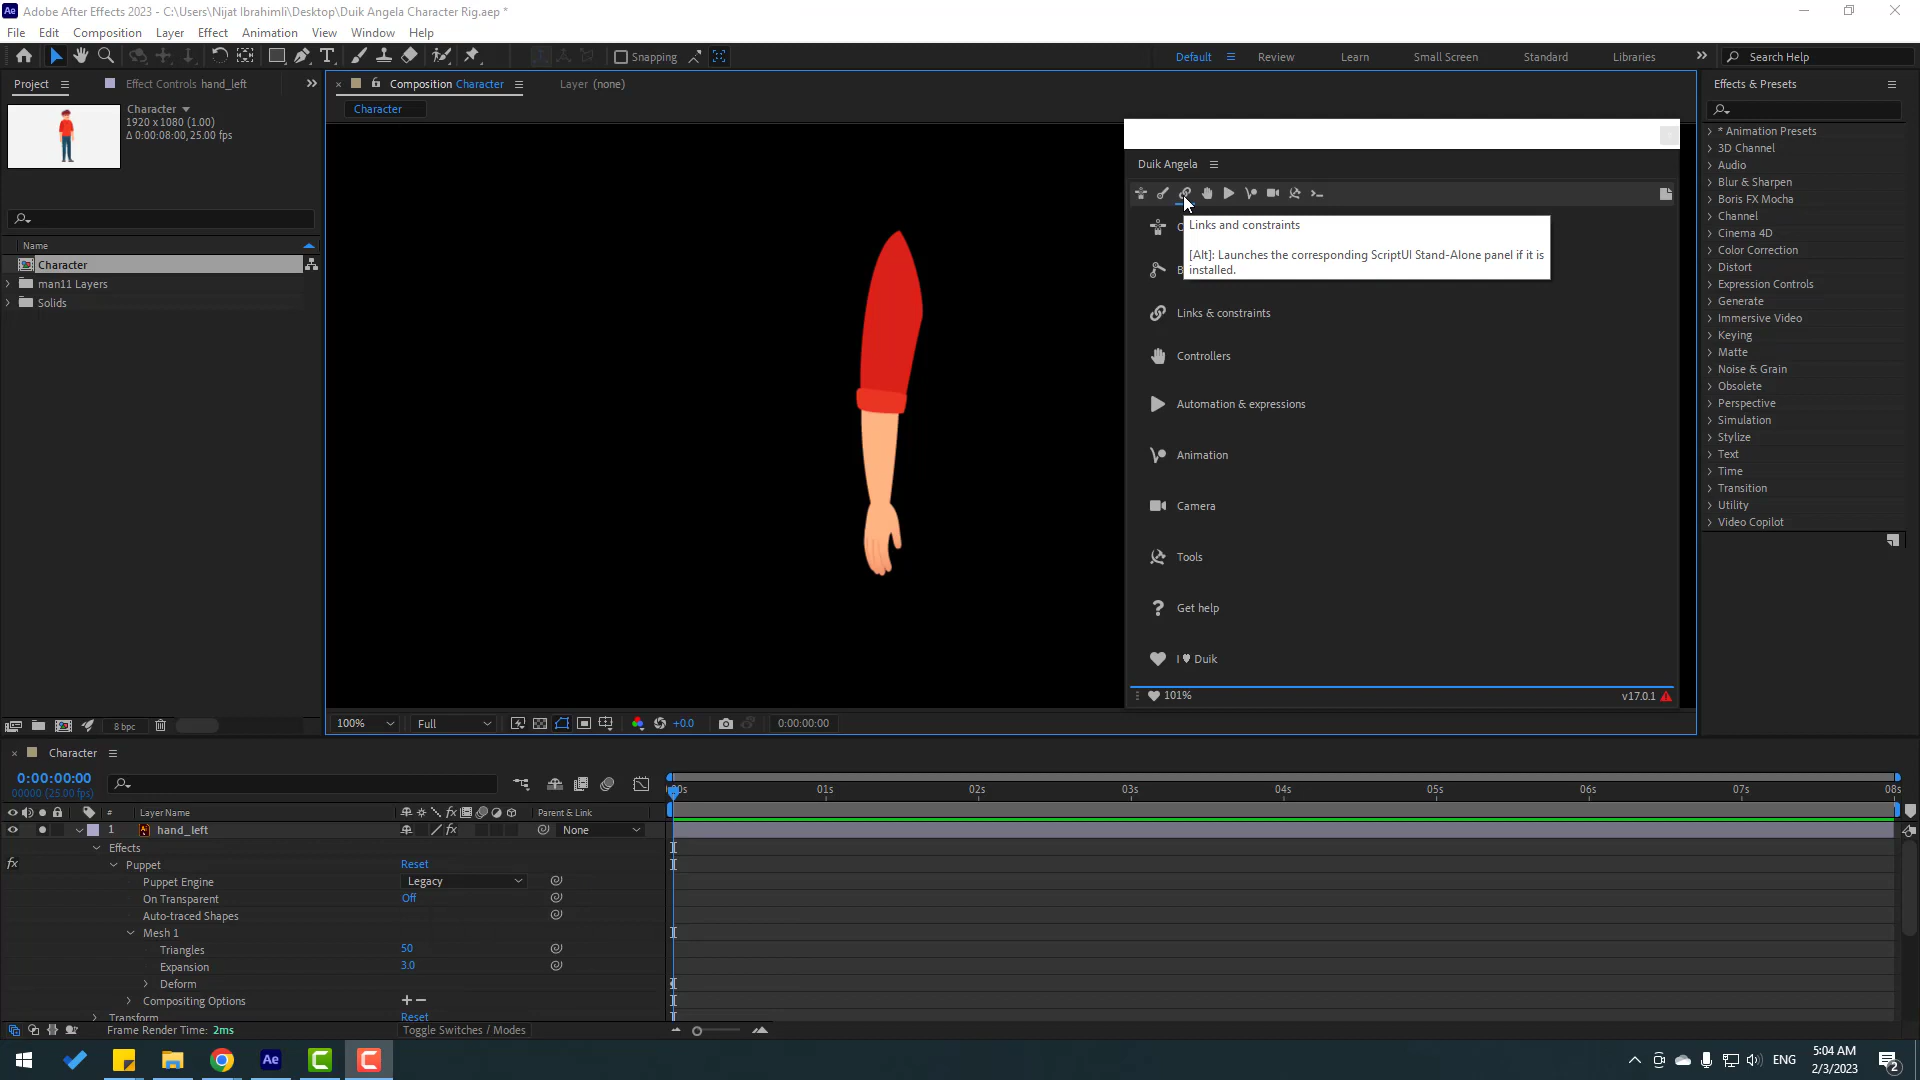 Adobe After Effects 2023 - C:\Users\Nijat Ibrahimli\Desktop\Duik Angela Character Rig.aep *
File Edit Composition Layer Effect Animation View Window Help
Snapping
Default Review Learn Small Screen Standard Libraries
Search Help
Project
Effect Controls hand_left
Composition Character
Layer (none)
Effects & Presets
Character
1920 x 1080 (1.00)
Δ 0:00:08:00, 25.00 fps
Character
Name
Character
man11 Layers
Solids
8 bpc
Duik Angela
Links and constraints
[Alt]: Launches the corresponding ScriptUI Stand-Alone panel if it is
installed.
Links & constraints
Controllers
Automation & expressions
Animation
Camera
Tools
Get help
I ♥ Duik
101%
v17.0.1
* Animation Presets
3D Channel
Audio
Blur & Sharpen
Boris FX Mocha
Channel
Cinema 4D
Color Correction
Distort
Expression Controls
Generate
Immersive Video
Keying
Matte
Noise & Grain
Obsolete
Perspective
Simulation
Stylize
Text
Time
Transition
Utility
Video Copilot
100% Full +0.0 0:00:00:00
Character
0:00:00:00
00000 (25.00 fps)
01s 02s 03s 04s 05s 06s 07s 08s
# Layer Name Parent & Link
1 hand_left None
Effects
Puppet Reset
Puppet Engine Legacy
On Transparent Off
Auto-traced Shapes
Mesh 1
Triangles 50
Expansion 3.0
Deform
Compositing Options
Transform Reset
Frame Render Time: 2ms
Toggle Switches / Modes
ENG
5:04 AM
2/3/2023
2